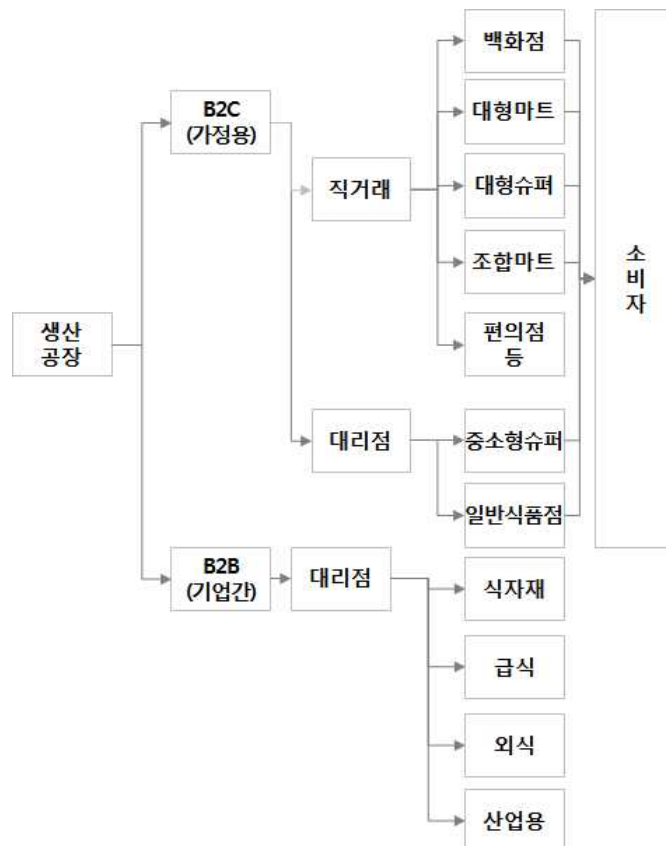 백화점
B2C
(가정용)
대형마트
직거래
대형슈펴
조합마트
소
비
자
생산
공장
편의점
등
대리점
중소형슈퍼
일반식품점
B2B
(기업간)
대리점
식자재
급식
외식
산업용